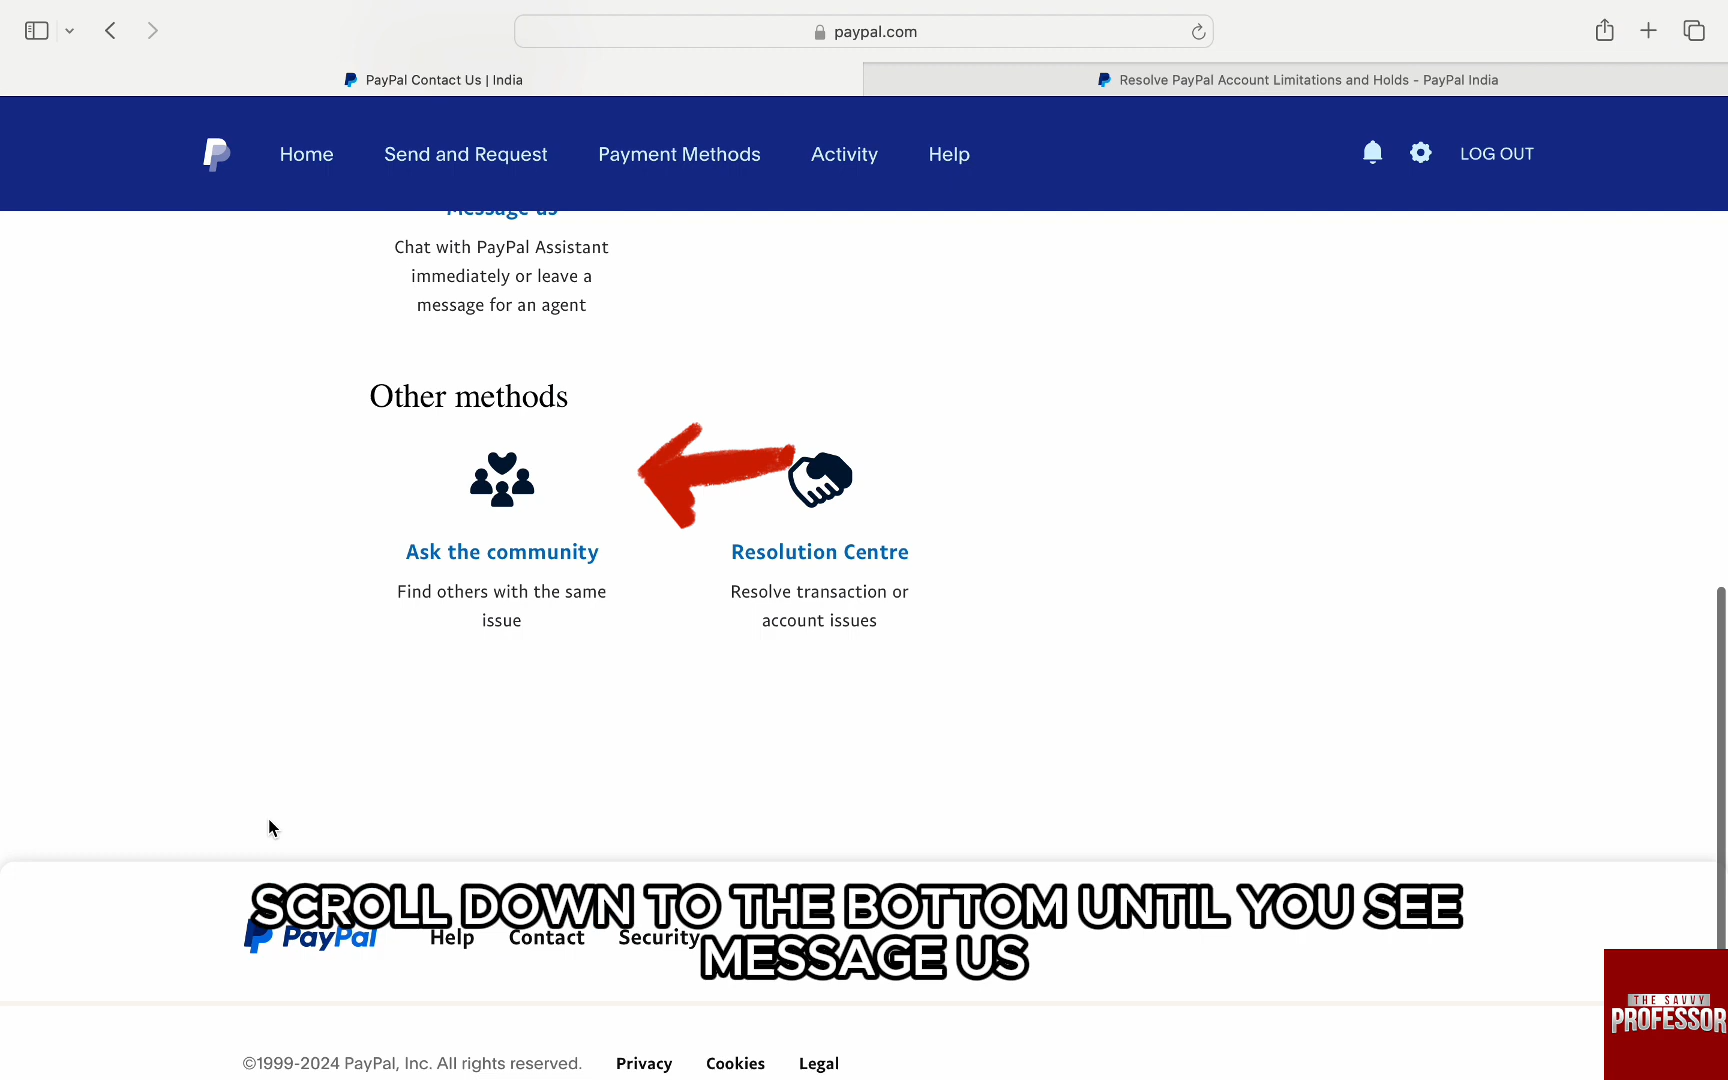 paypal.com
PayPal Contact Us | India
Resolve PayPal Account Limitations and Holds - PayPal India
Home
Send and Request
Payment Methods
Activity
Help
LOG OUT
Message us
Chat with PayPal Assistant
immediately or leave a
message for an agent
Other methods
Ask the community
Find others with the same
issue
Resolution Centre
Resolve transaction or
account issues
SCROLL DOWN TO THE BOTTOM UNTIL YOU SEE
MESSAGE US
PayPal
Help
Contact
Security
THE SAVVY
PROFESSOR
©1999-2024 PayPal, Inc. All rights reserved.
Privacy
Cookies
Legal